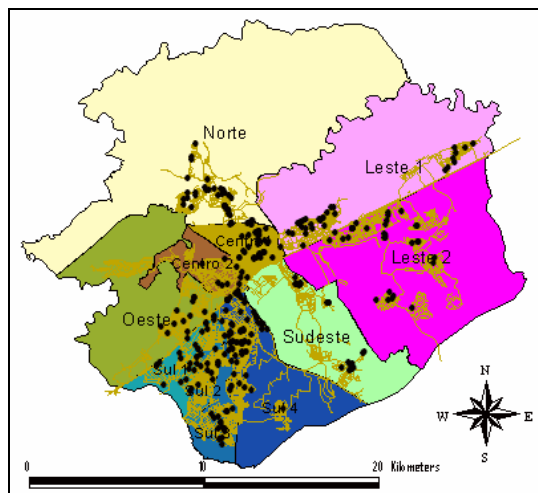 Norte
Leste 1
Centro 1
Centro 2
Leste 2
Oeste
Sudeste
Sul 1
Sul 2
Sul 4
Sul 3
N
W
E
S
0
10
20
Kilometers